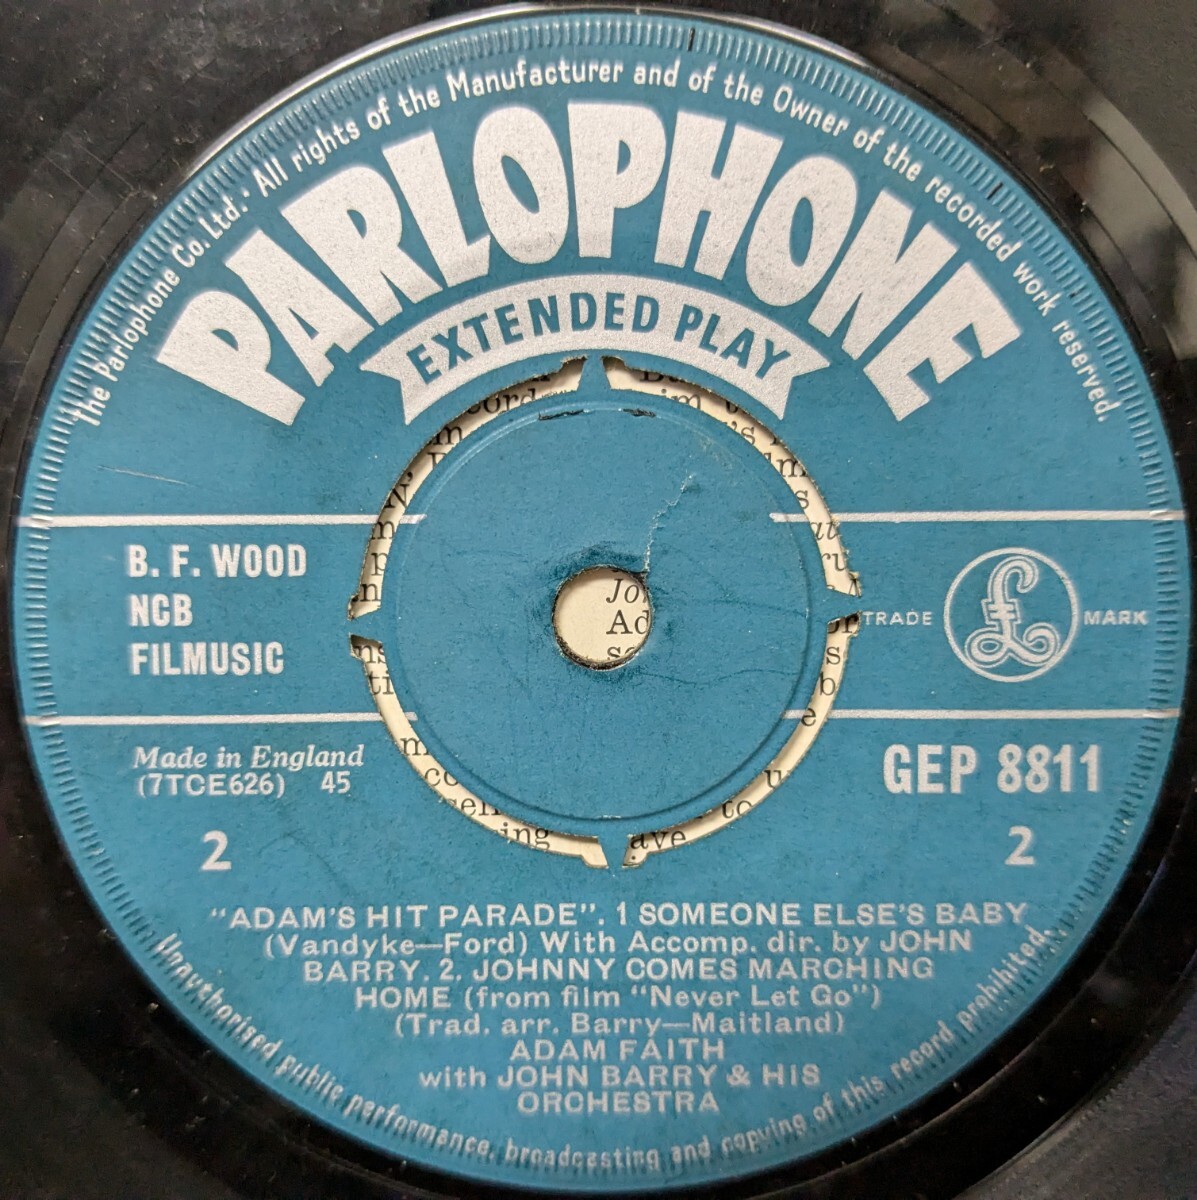 The Parlophone Co. Ltd. · All rights of the Manufacturer and of the Owner of the recorded work reserved.
PARLOPHONE
EXTENDED PLAY
B. F. WOOD
NCB
FILMUSIC
TRADE £ MARK
Made in England
(7TCE626) 45
GEP 8811
2
2
"ADAM'S HIT PARADE". 1 SOMEONE ELSE'S BABY
(Vandyke—Ford) With Accomp. dir. by JOHN
BARRY. 2. JOHNNY COMES MARCHING
HOME (from film "Never Let Go")
(Trad. arr. Barry—Maitland)
ADAM FAITH
with JOHN BARRY & HIS
ORCHESTRA
Unauthorised public performance, broadcasting and copying of this record prohibited.